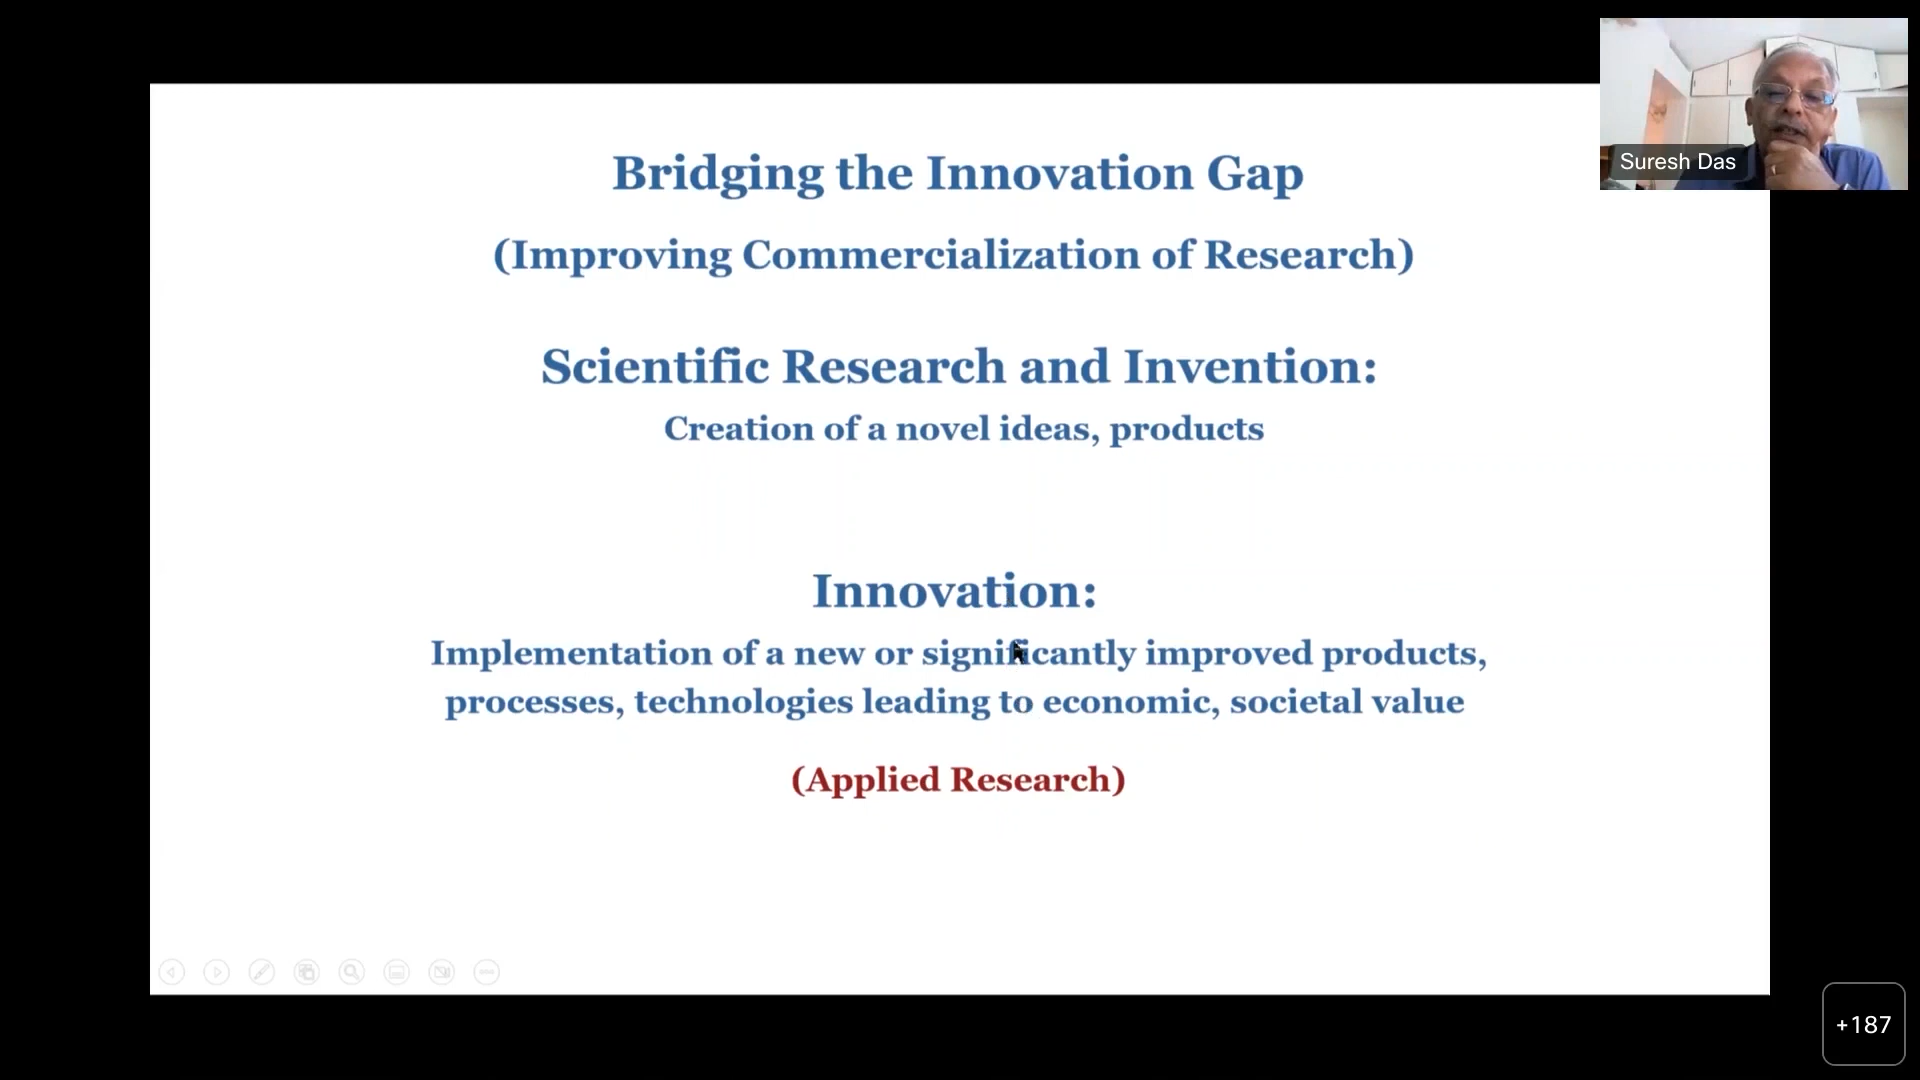 Bridging the Innovation Gap
(Improving Commercialization of Research)
Scientific Research and Invention:
Creation of a novel ideas, products
Innovation:
Implementation of a new or significantly improved products,
processes, technologies leading to economic, societal value
(Applied Research)
Suresh Das
+187